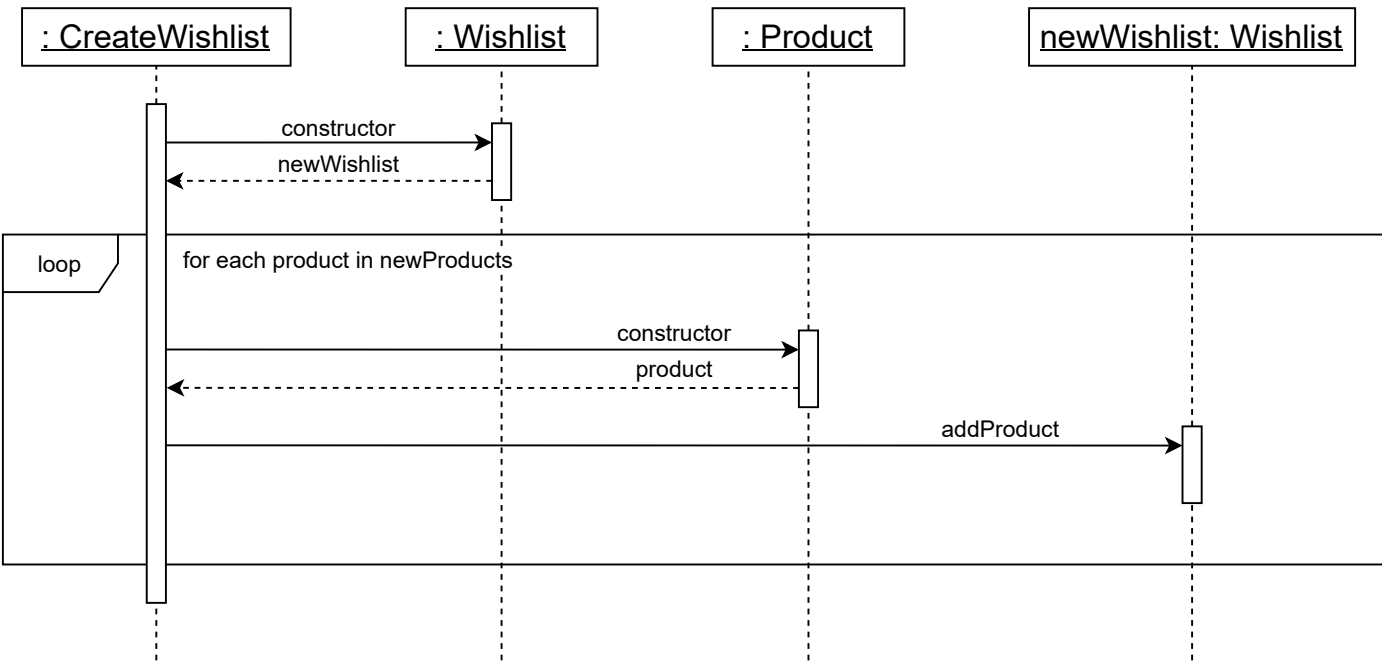 : CreateWishlist
: Wishlist
: Product
newWishlist: Wishlist
constructor
newWishlist
loop
for each product in newProducts
constructor
product
addProduct